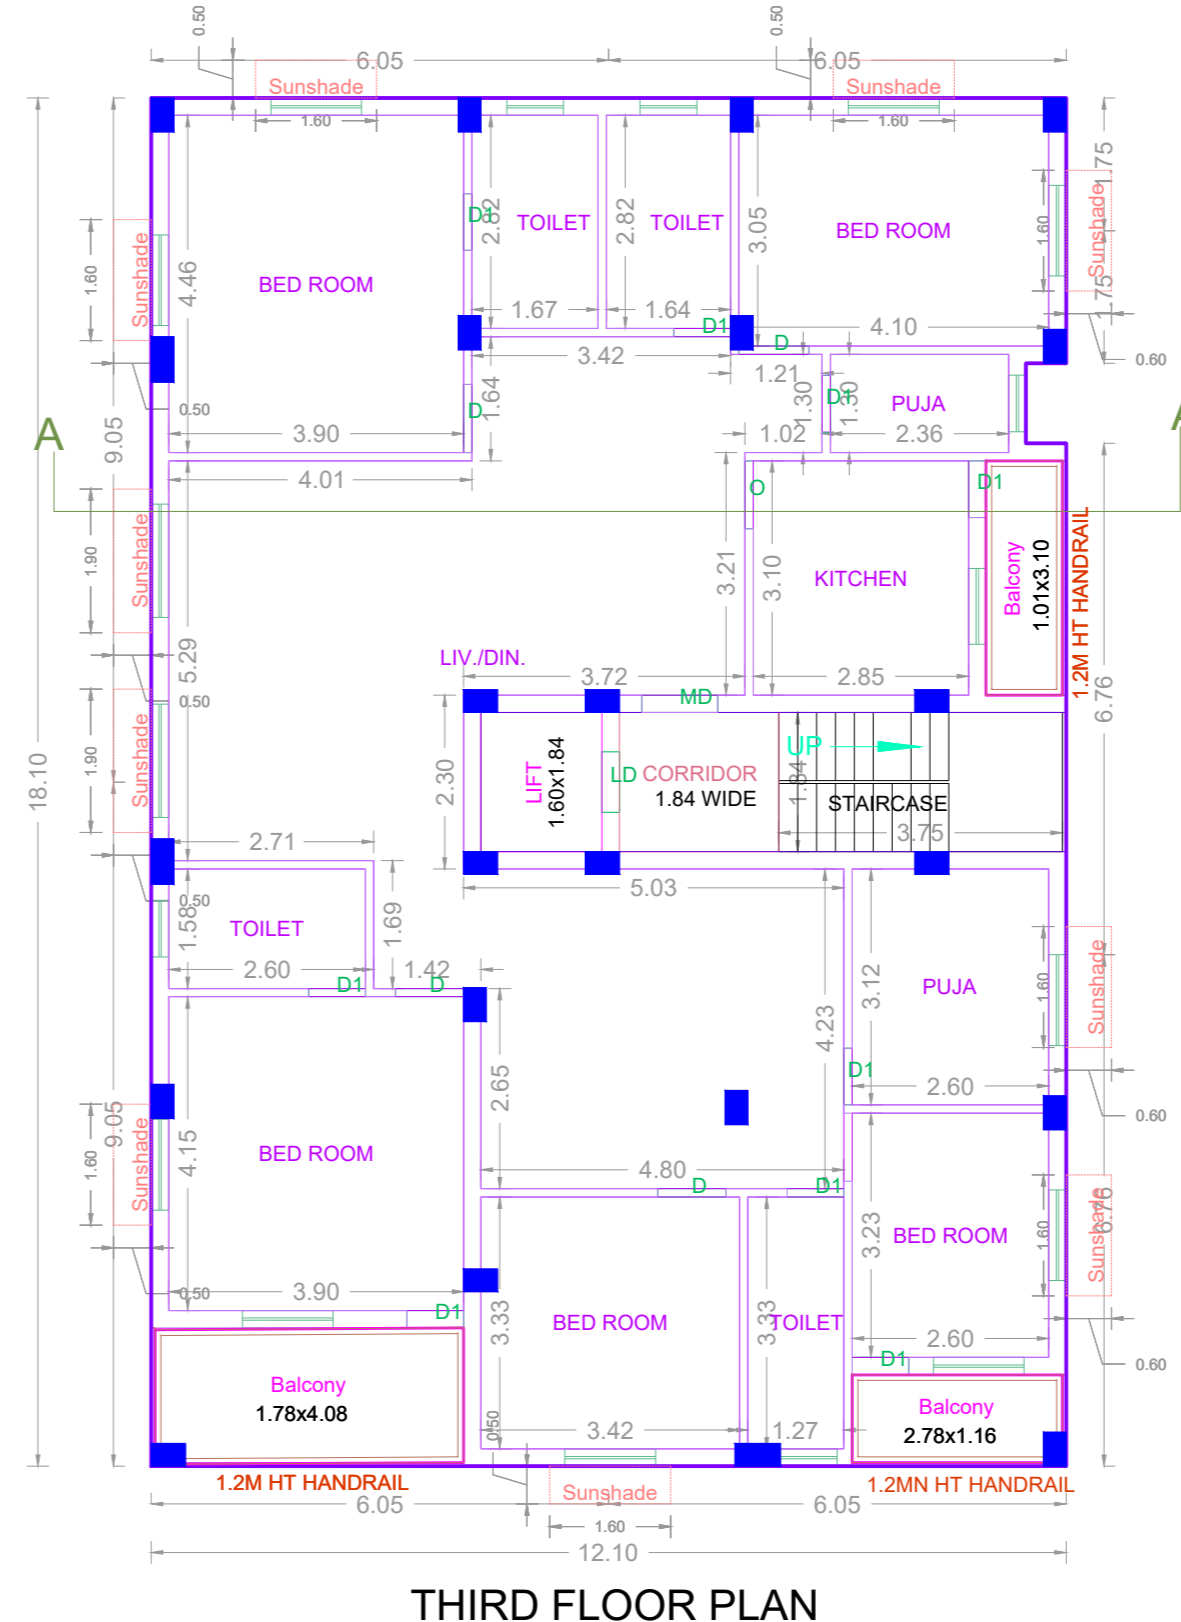 0.50
0.50
6.05
6.05
Sunshade
Sunshade
1.60
1.60
D1
2.82
TOILET
2.82
TOILET
3.05
BED ROOM
1.60
Sunshade
1.75
1.75
Sunshade
1.60
4.46
BED ROOM
1.67
1.64
D1
4.10
D
3.42
0.60
1.21
1.64
1.30
D1
1.30
PUJA
0.50
D
A
9.05
3.90
1.02
2.36
4.01
O
D1
Sunshade
1.90
3.21
3.10
KITCHEN
Balcony
1.01x3.10
1.2M HT HANDRAIL
5.29
LIV./DIN.
3.72
2.85
MD
0.50
6.76
18.10
Sunshade
1.90
2.30
LIFT
1.60x1.84
LD
CORRIDOR
1.84 WIDE
1.84
UP
STAIRCASE
3.75
2.71
5.03
0.50
1.58
TOILET
1.69
2.60
1.42
D1
D
3.12
PUJA
1.60
Sunshade
4.23
2.65
D1
2.60
9.05
0.60
Sunshade
1.60
4.15
BED ROOM
4.80
D
D1
3.23
BED ROOM
1.60
Sunshade
6.76
3.90
0.50
D1
3.33
BED ROOM
3.33
TOILET
2.60
D1
0.60
Balcony
1.78x4.08
0.50
3.42
1.27
Balcony
2.78x1.16
1.2M HT HANDRAIL
1.2MN HT HANDRAIL
6.05
Sunshade
6.05
1.60
12.10
THIRD FLOOR PLAN